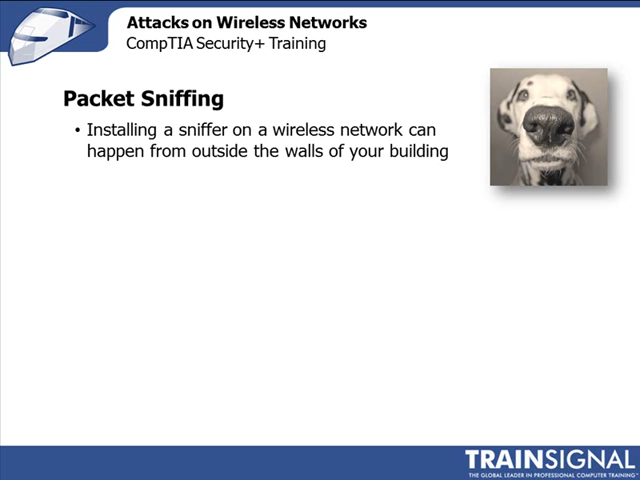 Attacks on Wireless Networks
CompTIA Security+ Training
Packet Sniffing
• Installing a sniffer on a wireless network can
happen from outside the walls of your building
TRAINSIGNAL
THE GLOBAL LEADER IN PROFESSIONAL COMPUTER TRAINING™